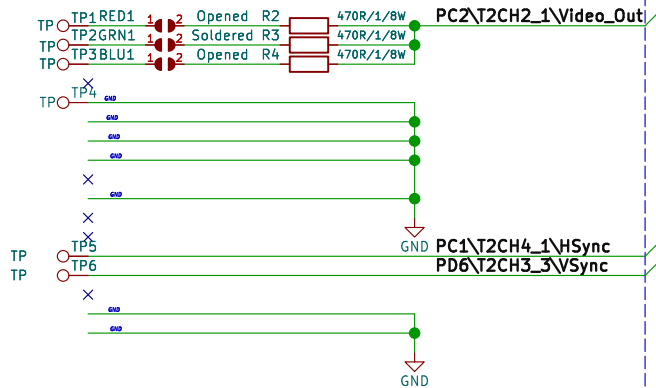 TP TP1 RED1 1 2 Opened R2 470R/1/8W PC2\T2CH2_1\Video_Out
TP TP2 GRN1 1 2 Soldered R3 470R/1/8W
TP TP3 BLU1 1 2 Opened R4 470R/1/8W
TP TP4 GND
GND
GND
GND
GND
GND
TP TP5 PC1\T2CH4_1\HSync
TP TP6 PD6\T2CH3_3\VSync
GND
GND
GND